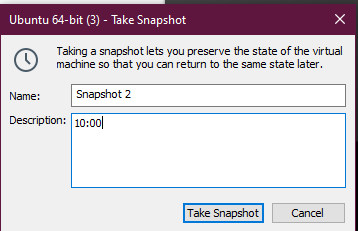 Ubuntu 64-bit (3) - Take Snapshot
Taking a snapshot lets you preserve the state of the virtual
machine so that you can return to the same state later.
Name:
Snapshot 2
Description:
10:00
Take Snapshot
Cancel